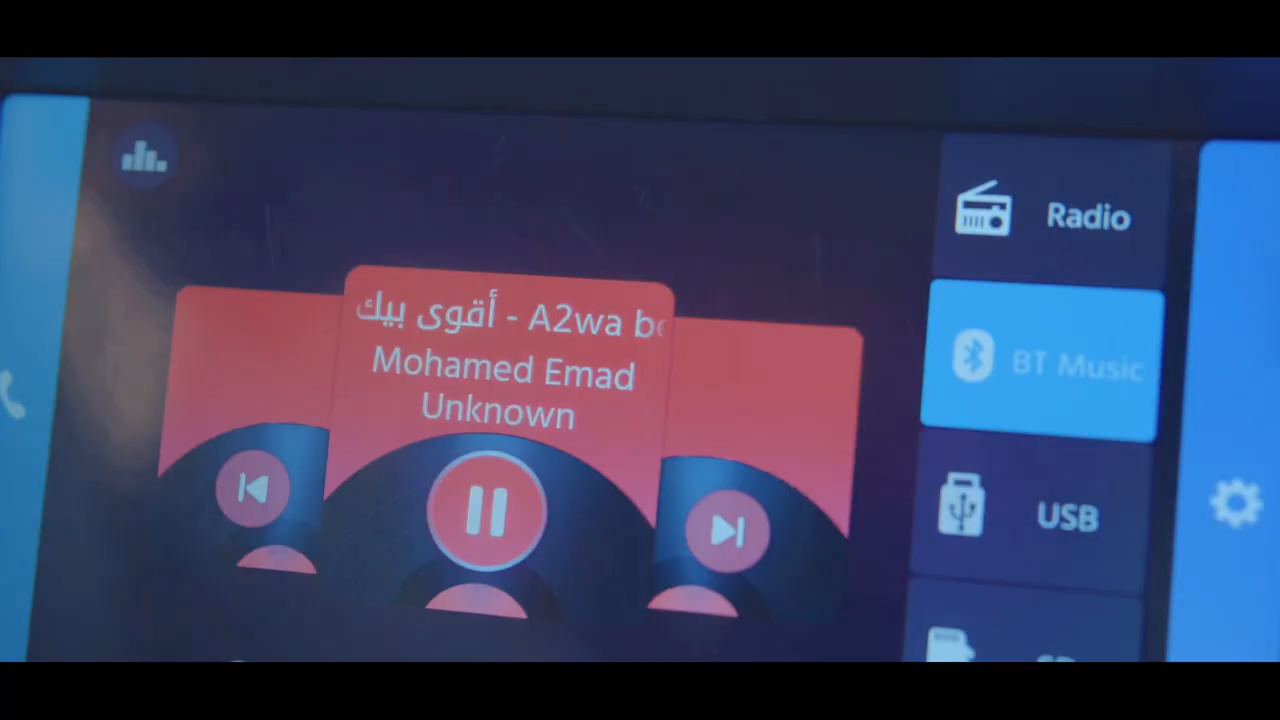 أقوى بيك - A2wa be
Mohamed Emad
Unknown
Radio
BT Music
USB